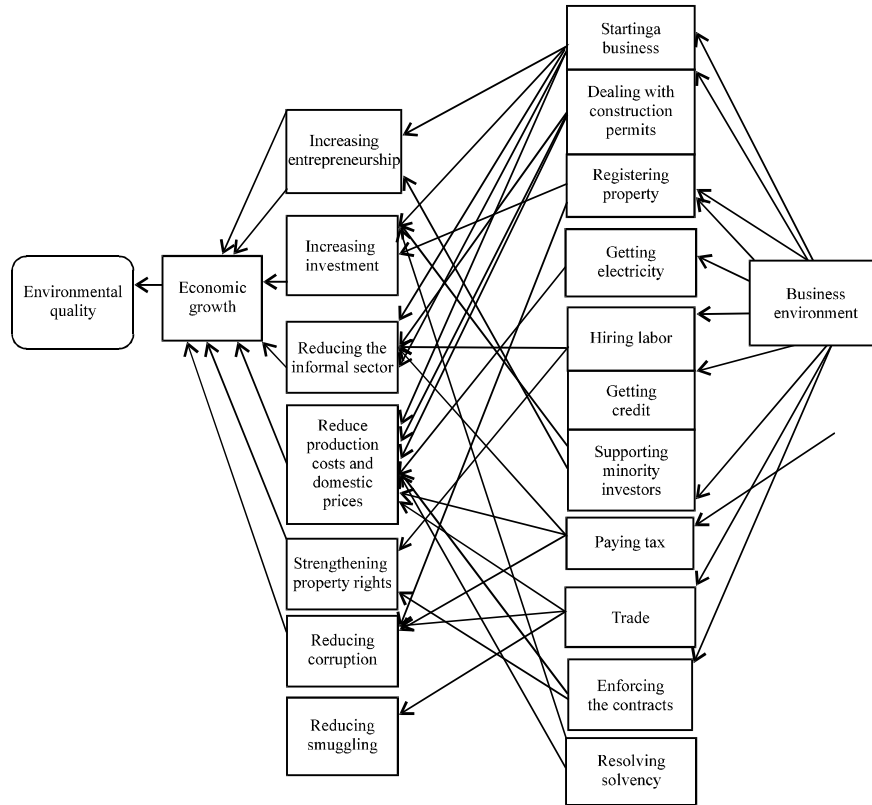 Startinga
business
Dealing with
construction
permits
Registering
property
Getting
electricity
Hiring labor
Getting
credit
Supporting
minority
investors
Paying tax
Trade
Enforcing
the contracts
Resolving
solvency
Increasing
entrepreneurship
Increasing
investment
Reducing the
informal sector
Reduce
production
costs and
domestic
prices
Strengthening
property rights
Reducing
corruption
Reducing
smuggling
Environmental
quality
Economic
growth
Business
environment